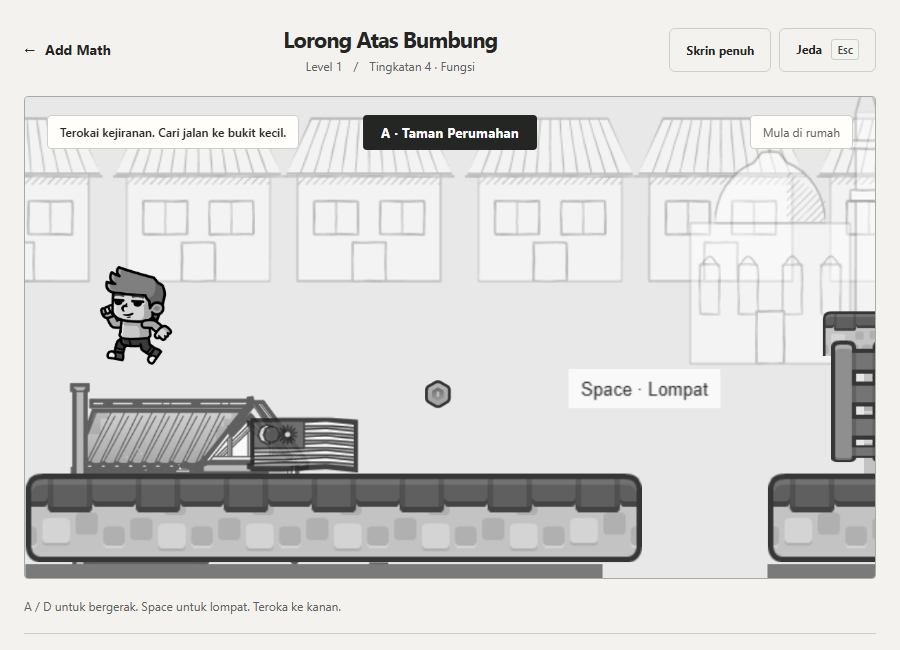 ← Add Math
Lorong Atas Bumbung
Level 1 / Tingkatan 4 · Fungsi
Skrin penuh
Jeda Esc
Terokai kejiranan. Cari jalan ke bukit kecil.
A · Taman Perumahan
Mula di rumah
Space · Lompat
A / D untuk bergerak. Space untuk lompat. Teroka ke kanan.